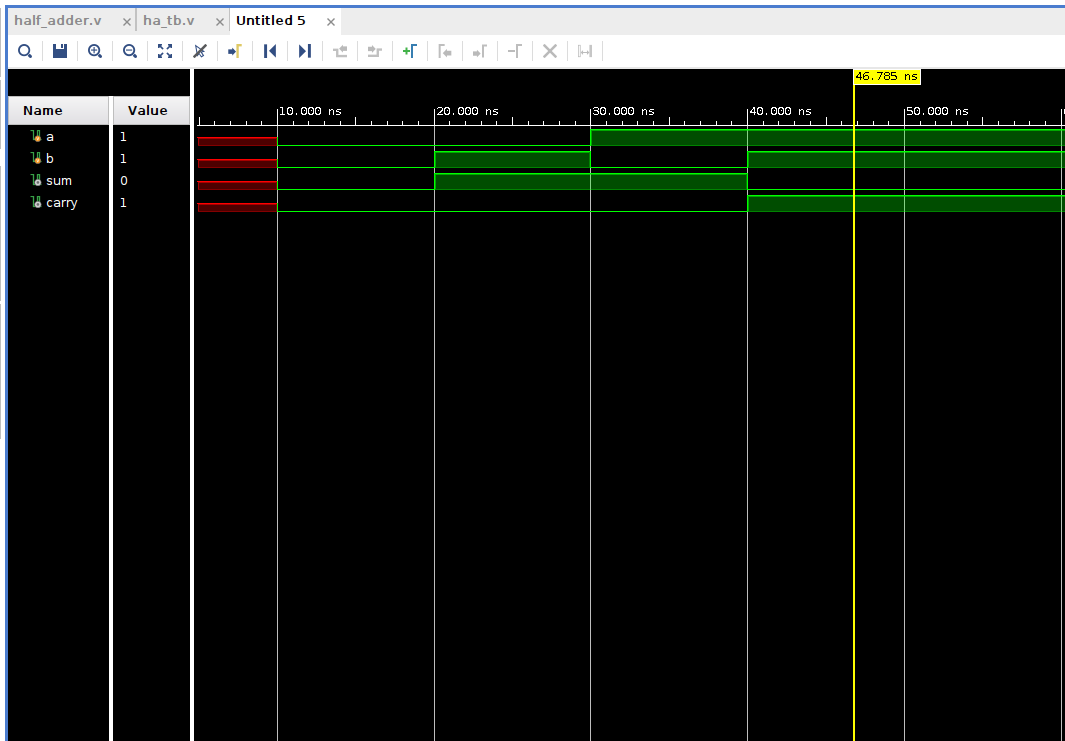 half_adder.v ha_tb.v Untitled 5
46.785 ns
Name Value
10.000 ns 20.000 ns 30.000 ns 40.000 ns 50.000 ns
a 1
b 1
sum 0
carry 1